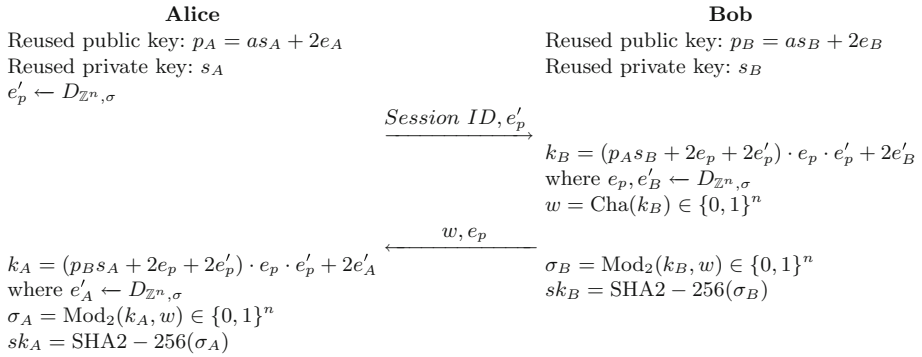 Alice
Reused public key: p_A = as_A + 2e_A
Reused private key: s_A
e'_p ← D_{ℤ^n,σ}
Bob
Reused public key: p_B = as_B + 2e_B
Reused private key: s_B
Session ID, e'_p
k_B = (p_A s_B + 2e_p + 2e'_p) · e_p · e'_p + 2e'_B
where e_p, e'_B ← D_{ℤ^n,σ}
w = Cha(k_B) ∈ {0, 1}^n
w, e_p
k_A = (p_B s_A + 2e_p + 2e'_p) · e_p · e'_p + 2e'_A
where e'_A ← D_{ℤ^n,σ}
σ_A = Mod_2(k_A, w) ∈ {0, 1}^n
sk_A = SHA2 − 256(σ_A)
σ_B = Mod_2(k_B, w) ∈ {0, 1}^n
sk_B = SHA2 − 256(σ_B)